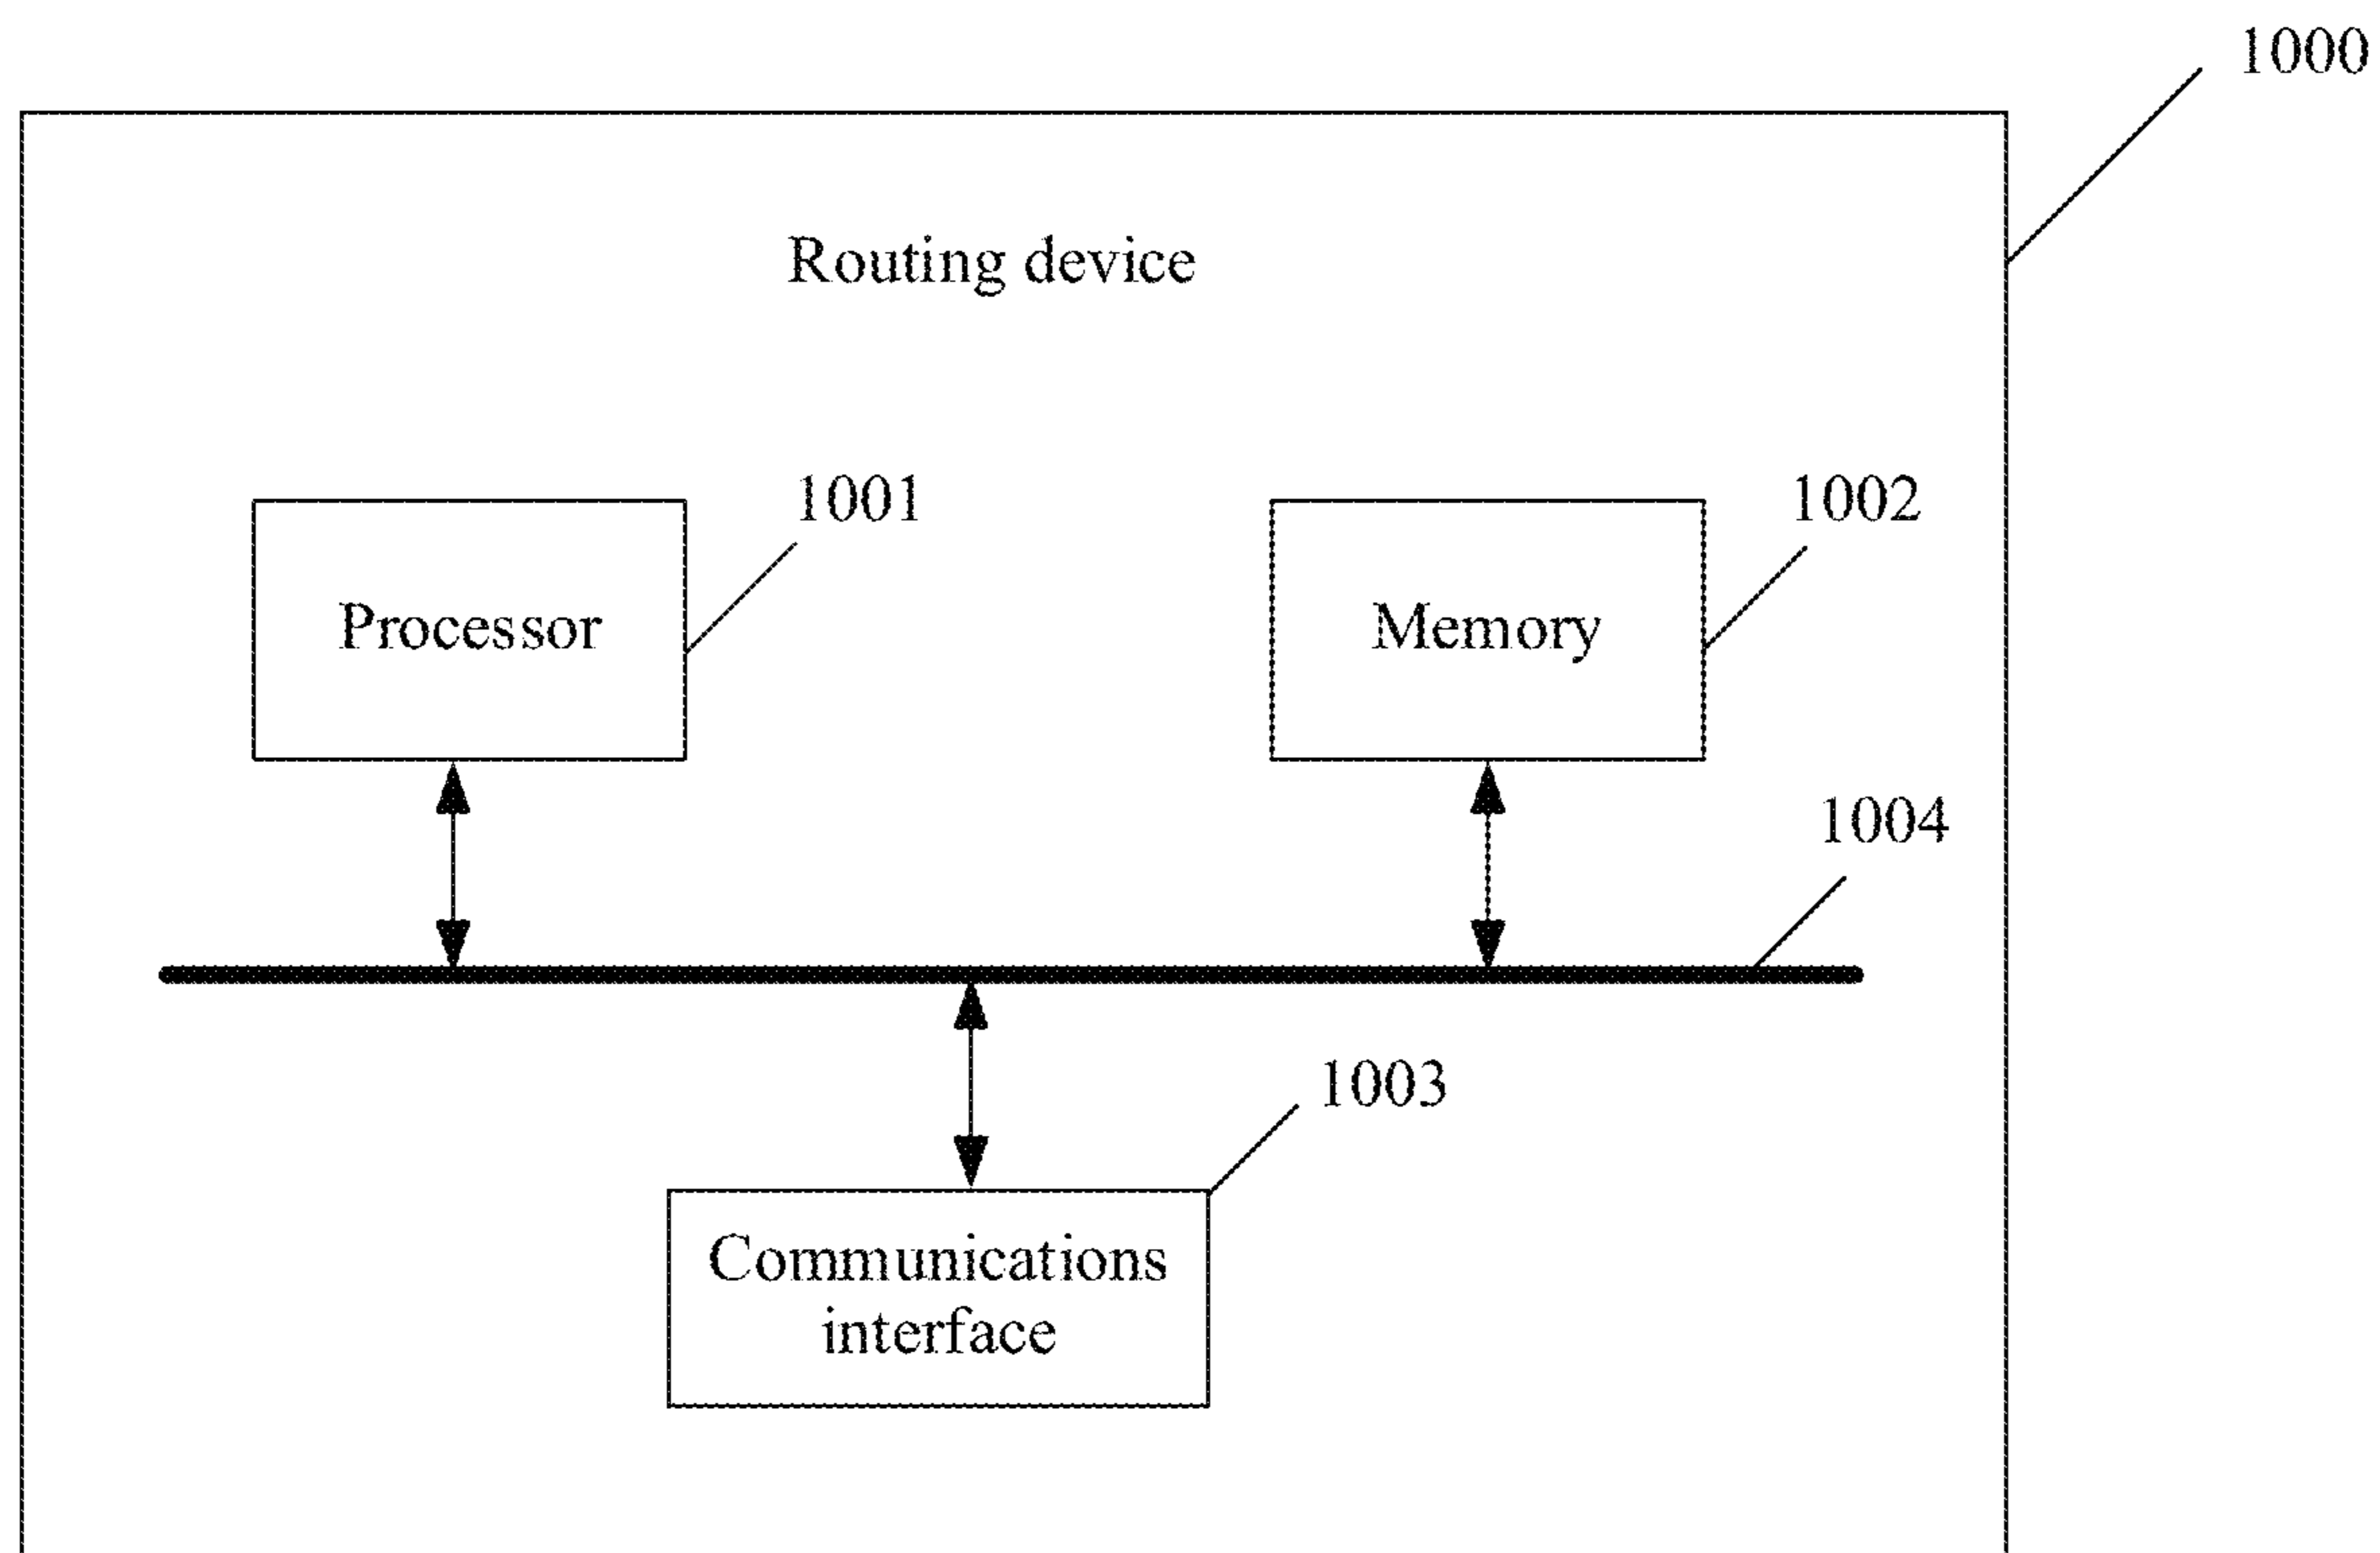 1000
Routing device
1001
1002
Processor
Memory
1004
1003
Communications
interface